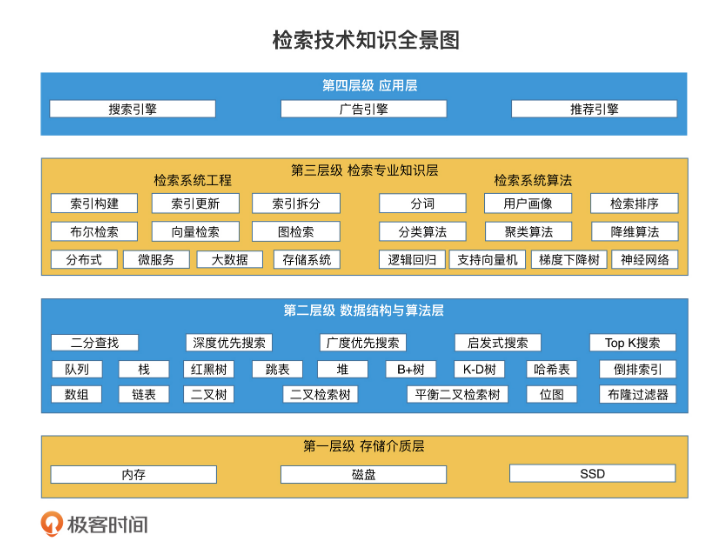 检索技术知识全景图
第四层级 应用层
搜索引擎 广告引擎 推荐引擎
第三层级 检索专业知识层
检索系统工程 检索系统算法
索引构建 索引更新 索引拆分 分词 用户画像 检索排序
布尔检索 向量检索 图检索 分类算法 聚类算法 降维算法
分布式 微服务 大数据 存储系统 逻辑回归 支持向量机 梯度下降树 神经网络
第二层级 数据结构与算法层
二分查找 深度优先搜索 广度优先搜索 启发式搜索 Top K搜索
队列 栈 红黑树 跳表 堆 B+树 K-D树 哈希表 倒排索引
数组 链表 二叉树 二叉检索树 平衡二叉检索树 位图 布隆过滤器
第一层级 存储介质层
内存 磁盘 SSD
极客时间